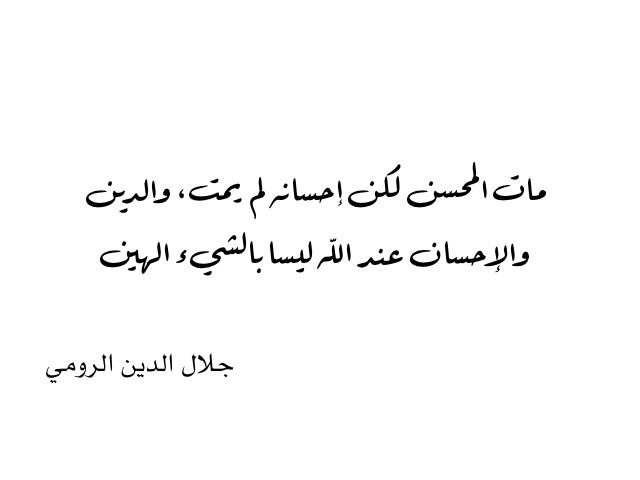 مات المحسن لكن إحسانه لم يمت، والدين
والإحسان عند الله ليسا بالشيء الهين
جلال الدين الرومي